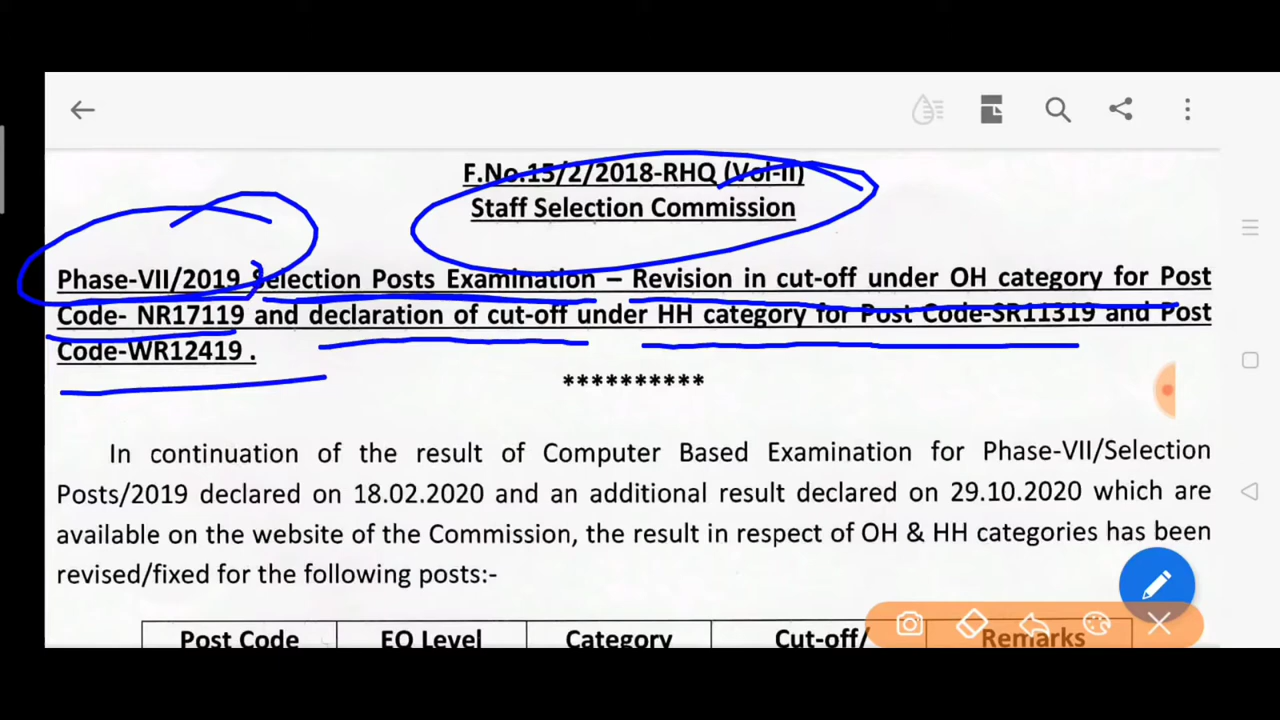 F.No.15/2/2018-RHQ (Vol-II)
Staff Selection Commission
Phase-VII/2019 Selection Posts Examination – Revision in cut-off under OH category for Post
Code- NR17119 and declaration of cut-off under HH category for Post Code-SR11319 and Post
Code-WR12419 .
**********
In continuation of the result of Computer Based Examination for Phase-VII/Selection
Posts/2019 declared on 18.02.2020 and an additional result declared on 29.10.2020 which are
available on the website of the Commission, the result in respect of OH & HH categories has been
revised/fixed for the following posts:-
Post Code EQ Level Category Cut-off/ Remarks